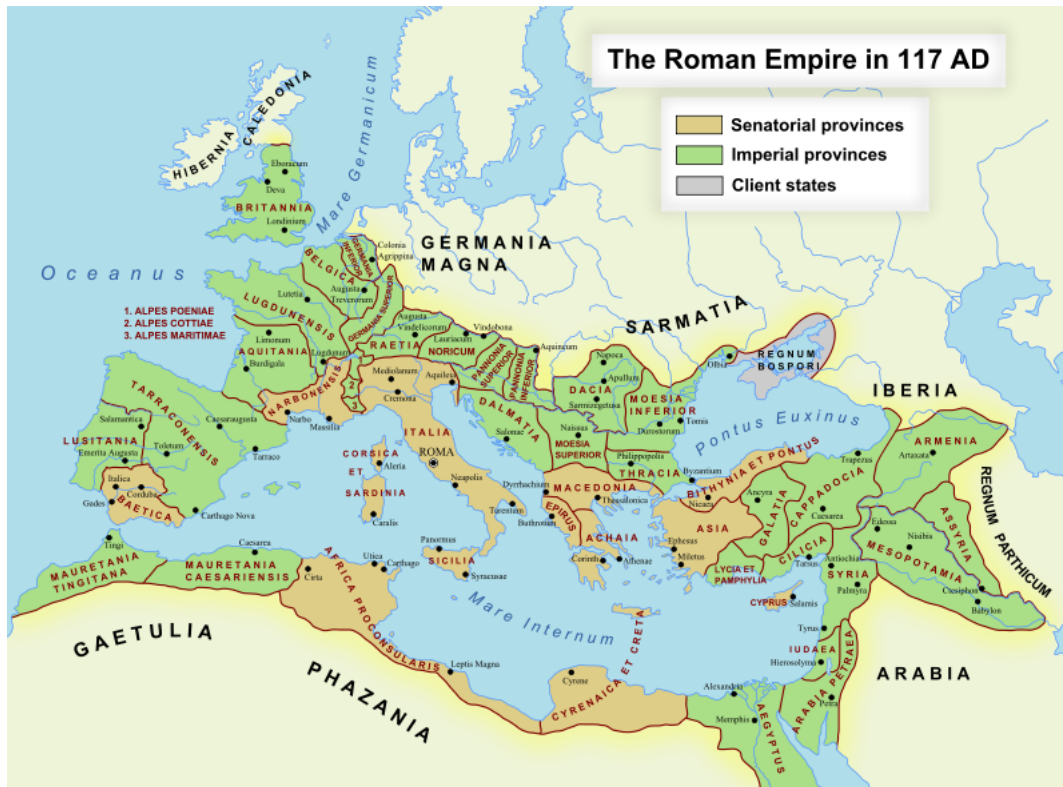 The Roman Empire in 117 AD
Senatorial provinces
Imperial provinces
Client states
HIBERNIA
CALEDONIA
Mare Germanicum
Oceanus
Eboracum
Deva
BRITANNIA
Londinium
GERMANIA
MAGNA
SARMATIA
GERMANIA
INFERIOR
Colonia
Agrippina
BELGICA
Augusta
Treverorum
Lutetia
LUGDUNENSIS
GERMANIA SUPERIOR
1. ALPES POENIAE
2. ALPES COTTIAE
3. ALPES MARITIMAE
Limonum
AQUITANIA
Burdigala
Lugdunum
NARBONENSIS
Narbo
Massilia
2
3
Augusta
Vindelicorum
RAETIA
Lauriacum
Vindobona
NORICUM
PANNONIA
SUPERIOR
PANNONIA
INFERIOR
Aquincum
Mediolanum
Aquileia
Cremona
ITALIA
ROMA
Neapolis
Tarentum
DALMATIA
Salonae
Napoca
Apullum
DACIA
Sarmizegetusa
MOESIA
INFERIOR
Olbia
Tomis
Durostorum
Naissus
MOESIA
SUPERIOR
Philippopolis
THRACIA
Byzantium
REGNUM
BOSPORI
Pontus Euxinus
IBERIA
TARRACONENSIS
Salamantica
Caesaraugusta
LUSITANIA
Toletum
Emerita Augusta
Tarraco
Italica
Corduba
Gades
BAETICA
Carthago Nova
CORSICA
ET
SARDINIA
Aleria
Caralis
Panormus
SICILIA
Syracusae
Dyrrhachium
MACEDONIA
Thessalonica
EPIRUS
Buthrotum
ACHAIA
Corinth
Athenae
BITHYNIA ET PONTUS
Nicaea
Ancyra
GALATIA
CAPPADOCIA
Trapezus
Caesarea
ASIA
Ephesus
Miletus
LYCIA ET
PAMPHYLIA
CILICIA
Tarsus
ARMENIA
Artaxata
REGNUM PARTHICUM
ASSYRIA
Edessa
Nisibis
MESOPOTAMIA
Ctesiphon
Babylon
Antiochia
SYRIA
Palmyra
CYPRUS
Salamis
Tyrus
IUDAEA
Hierosolyma
ARABIA PETRAEA
Petra
ARABIA
Tingi
MAURETANIA
TINGITANA
Caesarea
MAURETANIA
CAESARIENSIS
Utica
Carthago
Cirta
AFRICA PROCONSULARIS
Leptis Magna
Mare Internum
GAETULIA
PHAZANIA
Cyrene
CYRENAICA ET CRETA
Alexandria
Memphis
AEGYPTUS